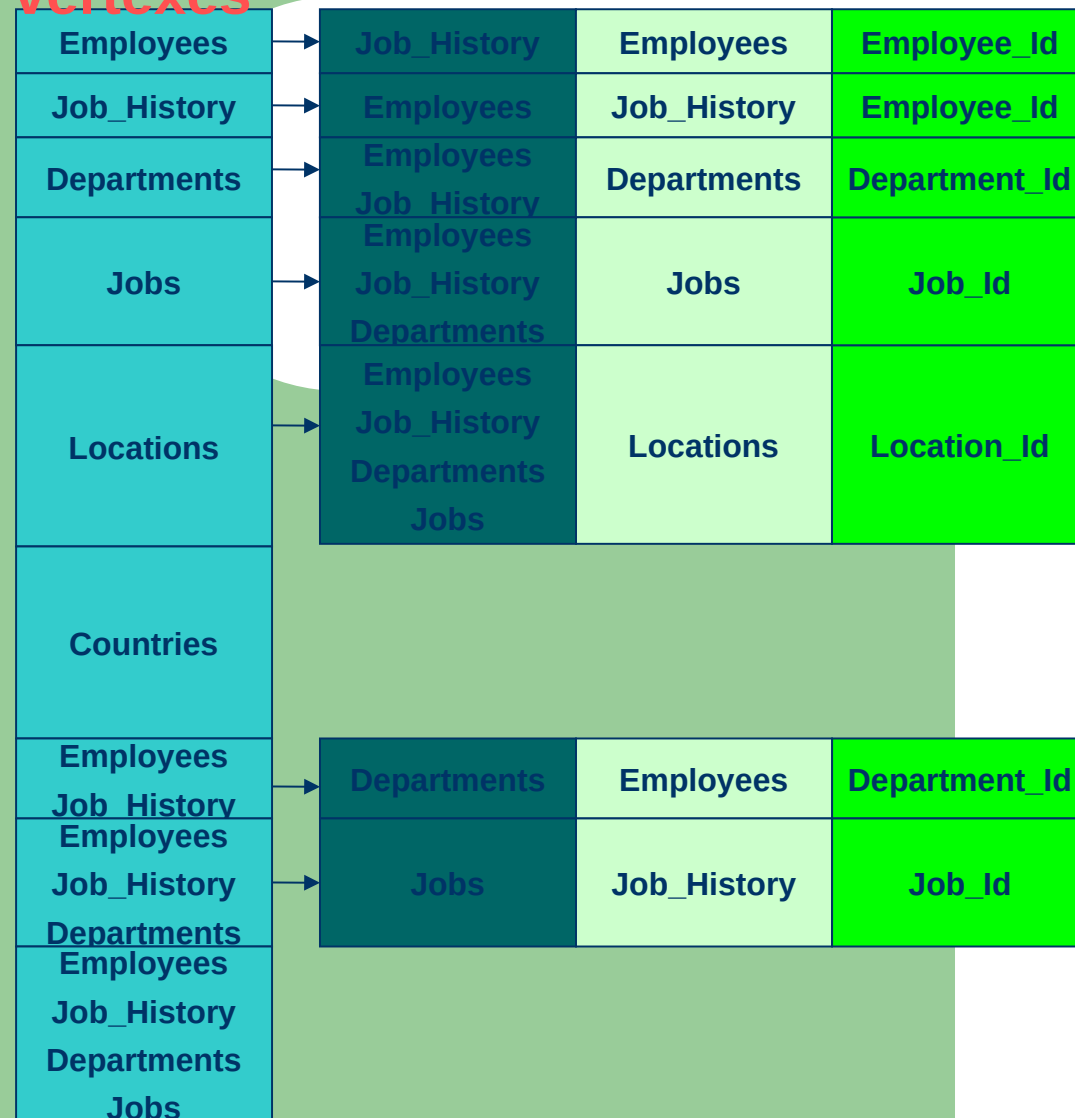 Vertexes
Employees Job_History Employees Employee_Id
Job_History Employees Job_History Employee_Id
Departments Employees
Job_History Departments Department_Id
Jobs Employees
Job_History
Departments Jobs Job_Id
Locations Employees
Job_History
Departments
Jobs Locations Location_Id
Countries
Employees
Job_History Departments Employees Department_Id
Employees
Job_History
Departments Jobs Job_History Job_Id
Employees
Job_History
Departments
Jobs